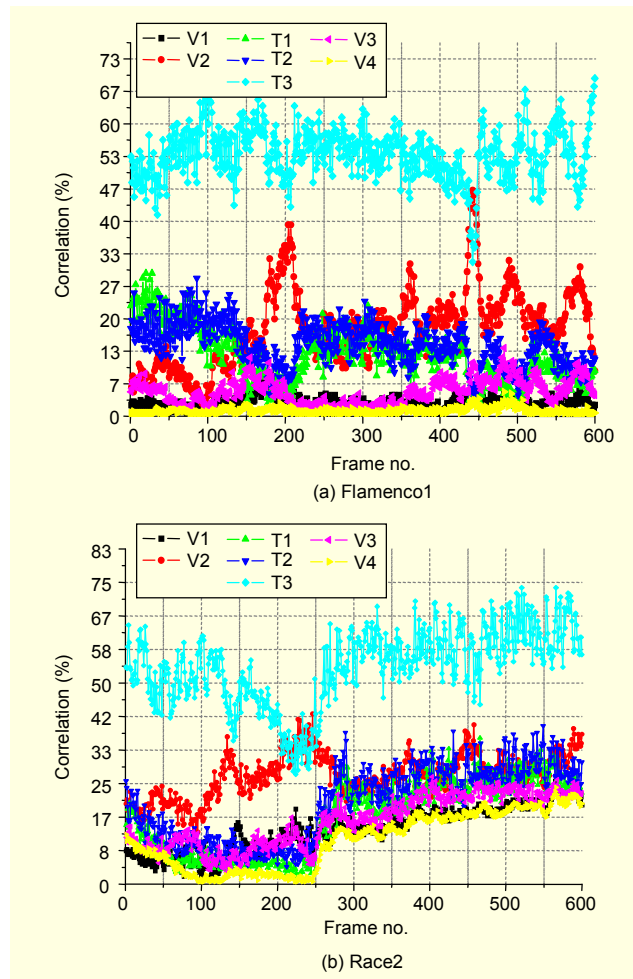 V1 T1 V3
V2 T2 V4
T3
73
67
60
53
47
40
33
27
20
13
7
0
Correlation (%)
0 100 200 300 400 500 600
Frame no.
(a) Flamenco1
V1 T1 V3
V2 T2 V4
T3
83
75
67
58
50
42
33
25
17
8
0
Correlation (%)
0 100 200 300 400 500 600
Frame no.
(b) Race2